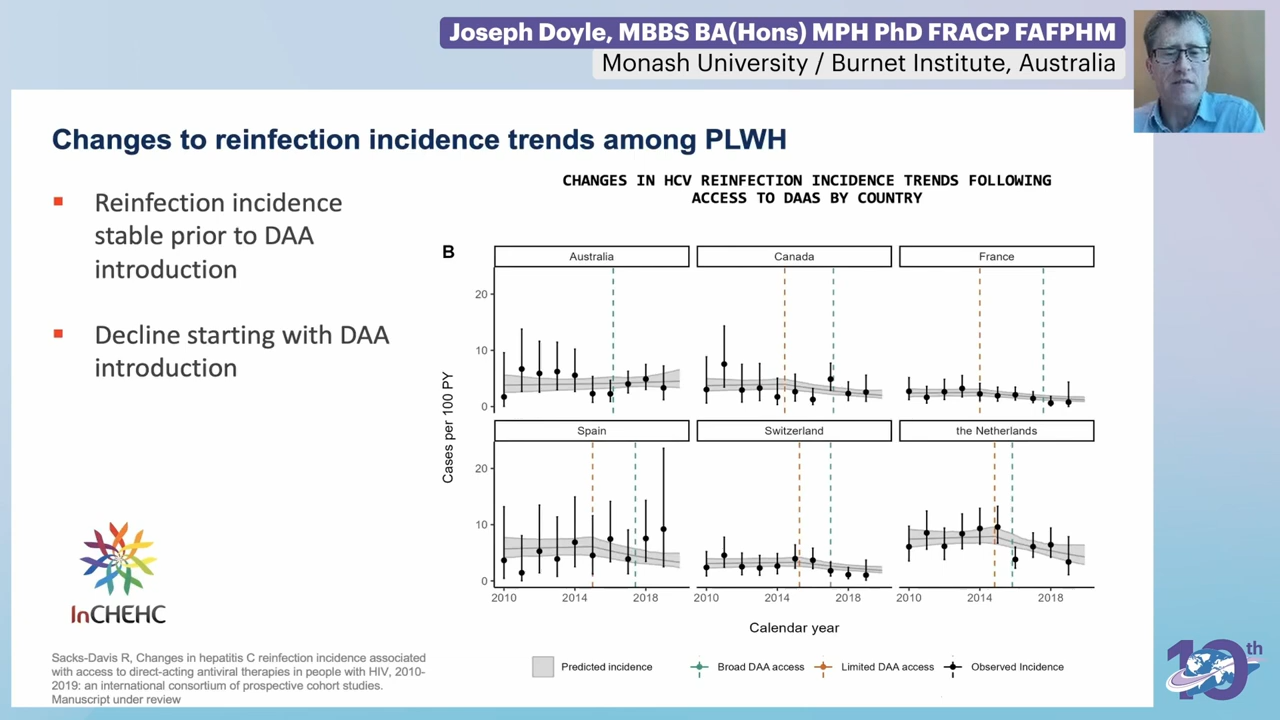 Joseph Doyle, MBBS BA(Hons) MPH PhD FRACP FAFPHM
Monash University / Burnet Institute, Australia
Changes to reinfection incidence trends among PLWH
Reinfection incidence
stable prior to DAA
introduction
Decline starting with DAA
introduction
CHANGES IN HCV REINFECTION INCIDENCE TRENDS FOLLOWING
ACCESS TO DAAS BY COUNTRY
B
Australia
Canada
France
20
10
0
Cases per 100 PY
Spain
Switzerland
the Netherlands
20
10
0
2010 2014 2018
2010 2014 2018
2010 2014 2018
Calendar year
Predicted incidence
Broad DAA access
Limited DAA access
Observed Incidence
InCHEHC
Sacks-Davis R, Changes in hepatitis C reinfection incidence associated
with access to direct-acting antiviral therapies in people with HIV, 2010-
2019: an international consortium of prospective cohort studies.
Manuscript under review
10th